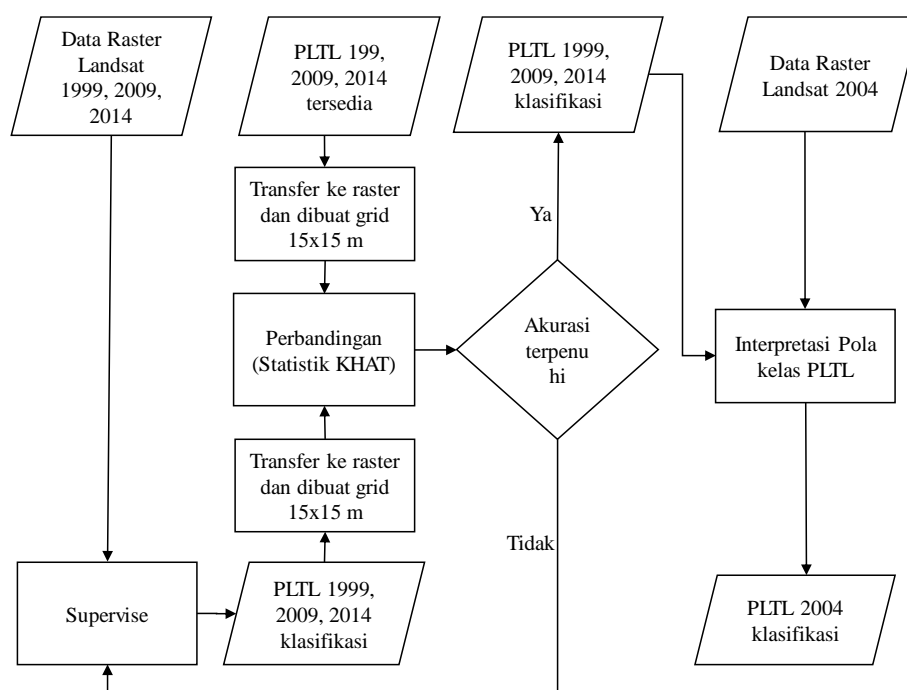 Data Raster
Landsat
1999, 2009,
2014
PLTL 199,
2009, 2014
tersedia
PLTL 1999,
2009, 2014
klasifikasi
Data Raster
Landsat 2004
Transfer ke raster
dan dibuat grid
15x15 m
Ya
Perbandingan
(Statistik KHAT)
Akurasi
terpenu
hi
Interpretasi Pola
kelas PLTL
Transfer ke raster
dan dibuat grid
15x15 m
Tidak
Supervise
PLTL 1999,
2009, 2014
klasifikasi
PLTL 2004
klasifikasi